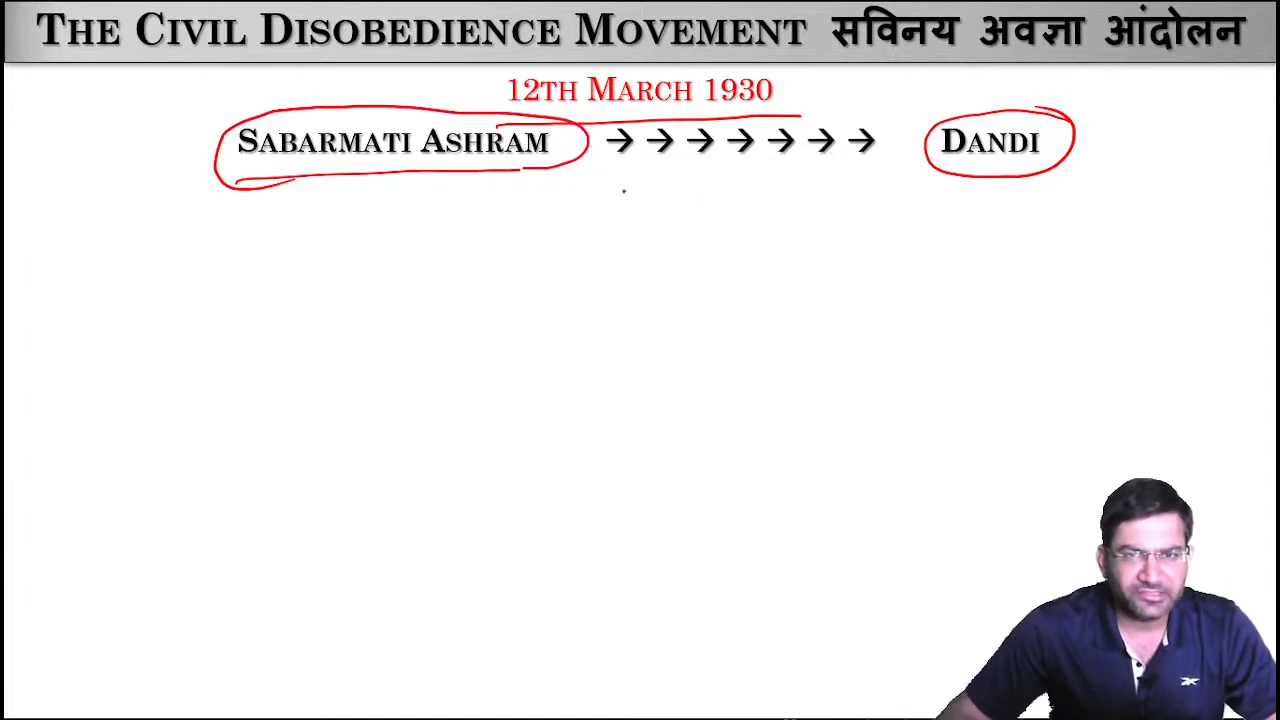 THE CIVIL DISOBEDIENCE MOVEMENT सविनय अवज्ञा आंदोलन
12TH MARCH 1930
SABARMATI ASHRAM → → → → → → → DANDI